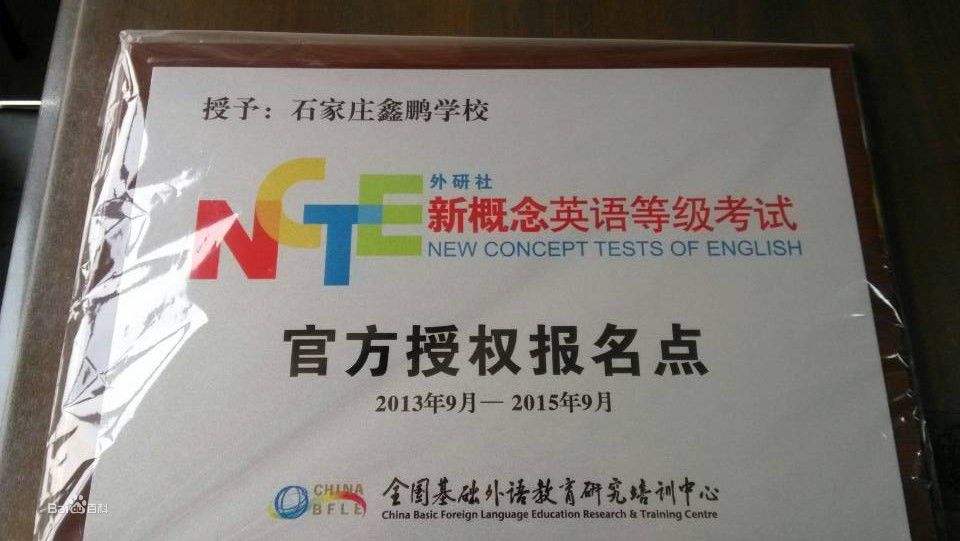 授予：石家庄鑫鹏学校
NCTE
外研社
新概念英语等级考试
NEW CONCEPT TESTS OF ENGLISH
官方授权报名点
2013年9月— 2015年9月
CHINA
BFLE
全国基础外语教育研究培训中心
China Basic Foreign Language Education Research & Training Centre
Bai百科